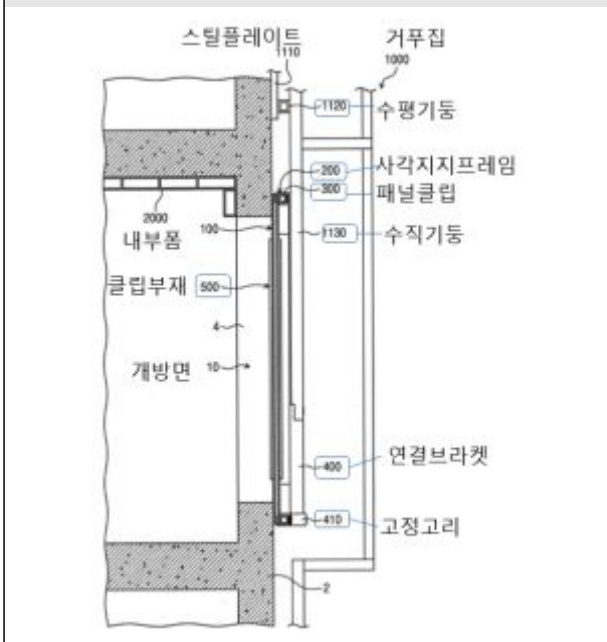 스틸플레이트
1110
거푸집
1000
1120 수평기둥
200 사각지지프레임
300 패널클립
2000
내부폼
100
1130 수직기둥
클립부재 500
4
개방면 10
400 연결브라켓
410 고정고리
2